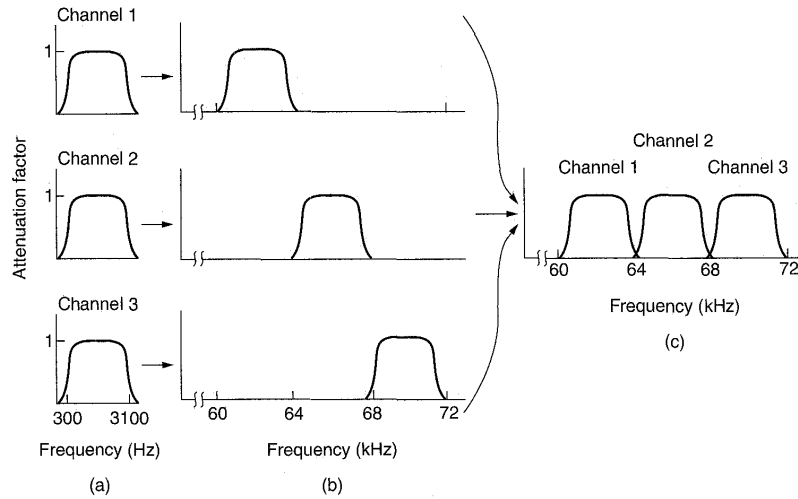 Channel 1
1
Channel 2
1
Channel 3
1
Attenuation factor
300 3100
Frequency (Hz)
(a)
60 64 68 72
Frequency (kHz)
(b)
Channel 2
Channel 1 Channel 3
60 64 68 72
Frequency (kHz)
(c)